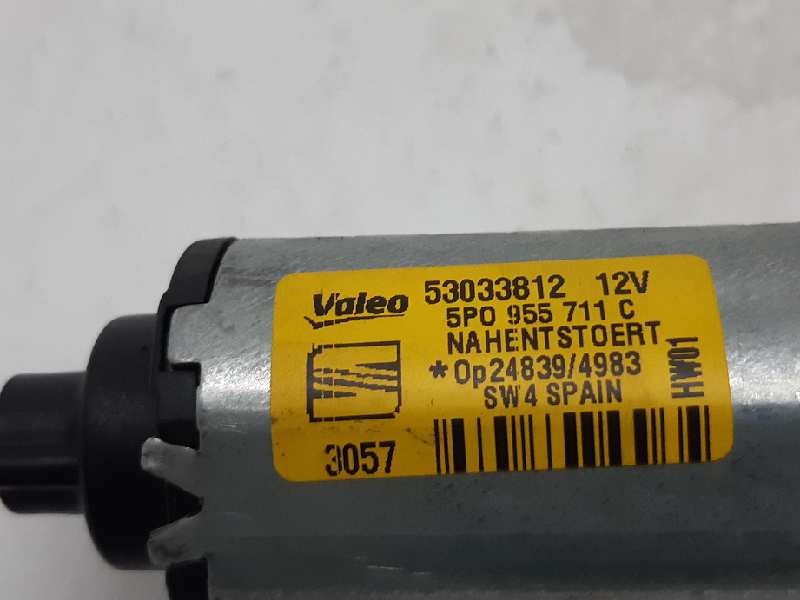 Valeo 53033812 12V
5P0 955 711 C
NAHENTSTOERT
*Op24839/4983
SW4 SPAIN
HW01
3057